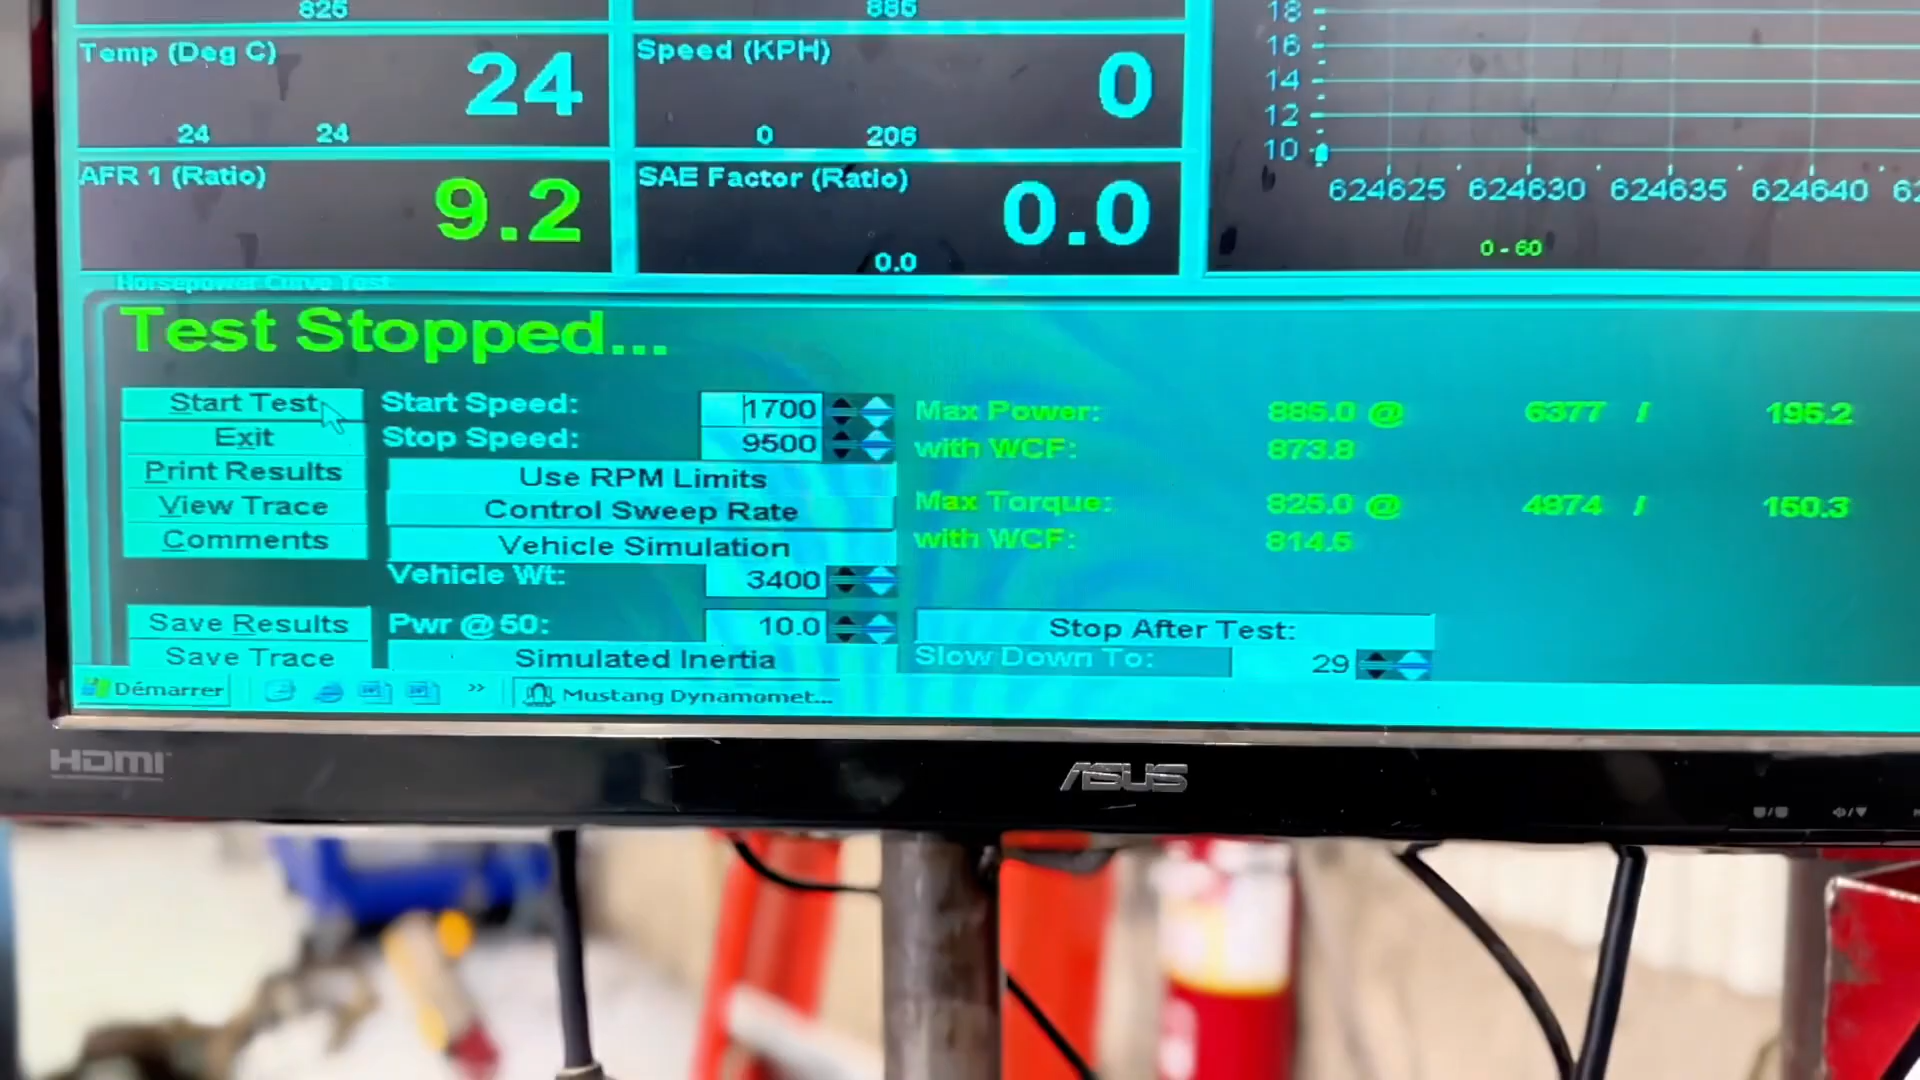 825 885
Temp (Deg C) 24
24 24
Speed (KPH) 0
0 206
AFR 1 (Ratio) 9.2
SAE Factor (Ratio) 0.0
0.0
18
16
14
12
10
624625 624630 624635 624640 62
0 - 60
Horsepower Curve Test
Test Stopped...
Start Test
Exit
Print Results
View Trace
Comments
Save Results
Save Trace
Start Speed: 1700
Stop Speed: 9500
Use RPM Limits
Control Sweep Rate
Vehicle Simulation
Vehicle Wt: 3400
Pwr @ 50: 10.0
Simulated Inertia
Max Power: 885.0 @ 6377 / 195.2
with WCF: 873.8
Max Torque: 825.0 @ 4874 / 150.3
with WCF: 814.5
Stop After Test:
Slow Down To: 29
Démarrer » Mustang Dynamomet...
HDMI ASUS